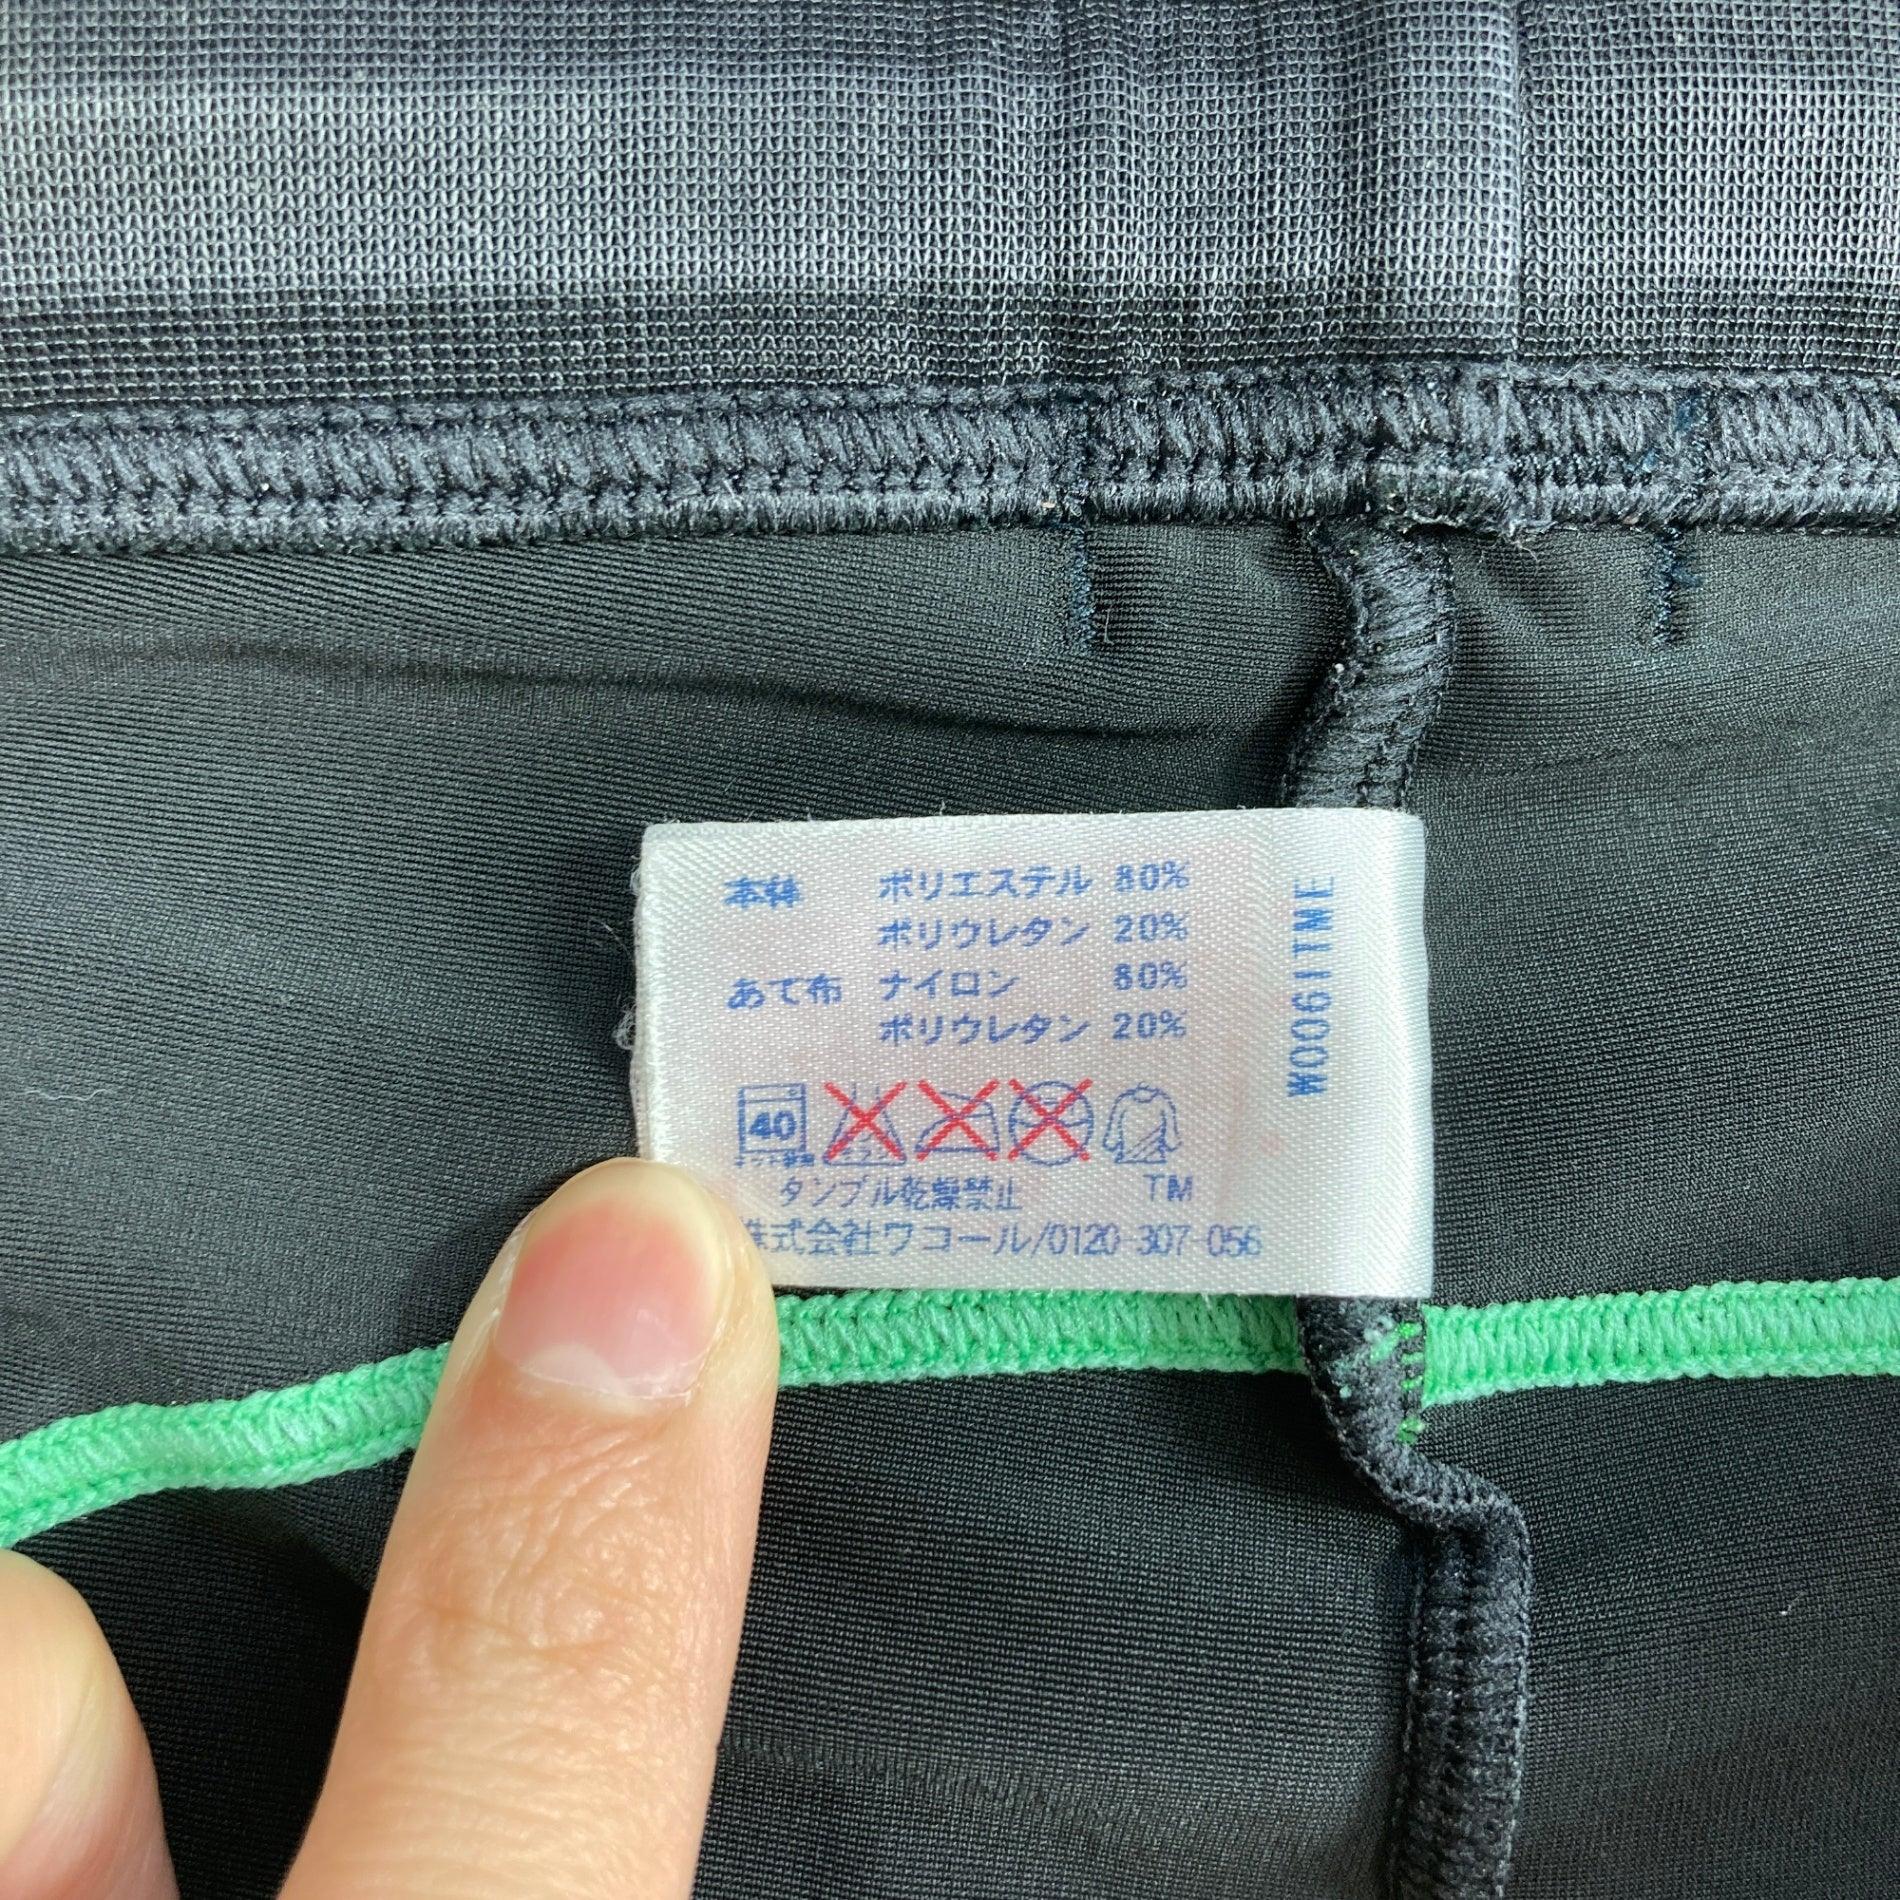 本体 ポリエステル 80%
ポリウレタン 20%
あて布 ナイロン 80%
ポリウレタン 20%
40
タンブル乾燥禁止 TM
株式会社ワコール/0120-307-056
W0061TME